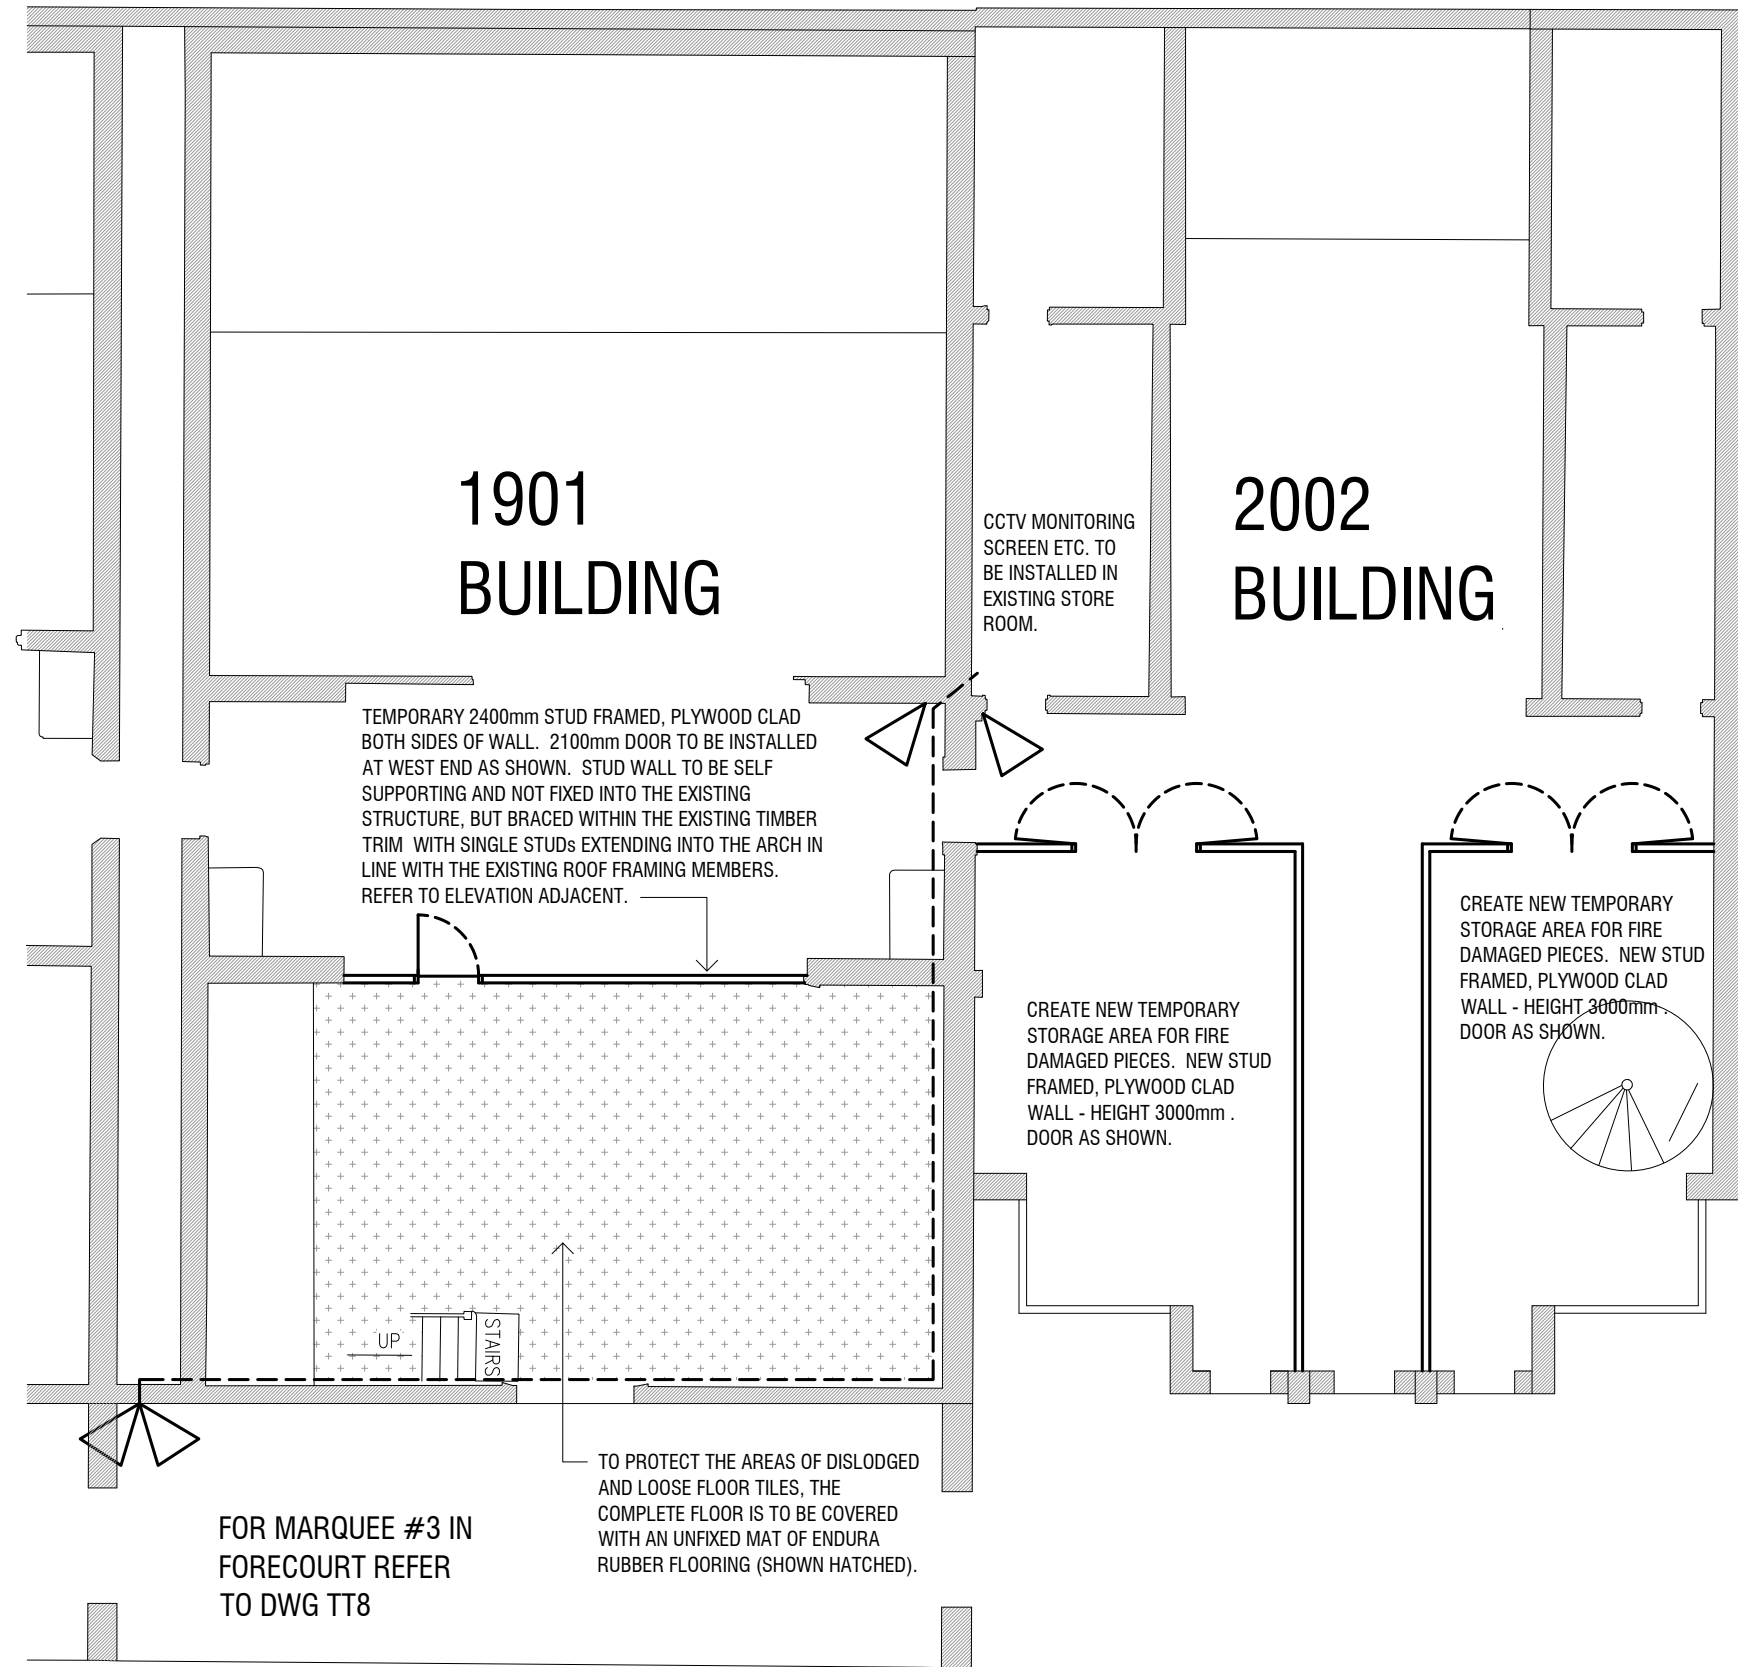 1901
BUILDING
2002
BUILDING
CCTV MONITORING
SCREEN ETC. TO
BE INSTALLED IN
EXISTING STORE
ROOM.
TEMPORARY 2400mm STUD FRAMED, PLYWOOD CLAD
BOTH SIDES OF WALL. 2100mm DOOR TO BE INSTALLED
AT WEST END AS SHOWN. STUD WALL TO BE SELF
SUPPORTING AND NOT FIXED INTO THE EXISTING
STRUCTURE, BUT BRACED WITHIN THE EXISTING TIMBER
TRIM WITH SINGLE STUDs EXTENDING INTO THE ARCH IN
LINE WITH THE EXISTING ROOF FRAMING MEMBERS.
REFER TO ELEVATION ADJACENT.
CREATE NEW TEMPORARY
STORAGE AREA FOR FIRE
DAMAGED PIECES. NEW STUD
FRAMED, PLYWOOD CLAD
WALL - HEIGHT 3000mm .
DOOR AS SHOWN.
CREATE NEW TEMPORARY
STORAGE AREA FOR FIRE
DAMAGED PIECES. NEW STUD
FRAMED, PLYWOOD CLAD
WALL - HEIGHT 3000mm .
DOOR AS SHOWN.
UP
STAIRS
TO PROTECT THE AREAS OF DISLODGED
AND LOOSE FLOOR TILES, THE
COMPLETE FLOOR IS TO BE COVERED
WITH AN UNFIXED MAT OF ENDURA
RUBBER FLOORING (SHOWN HATCHED).
FOR MARQUEE #3 IN
FORECOURT REFER
TO DWG TT8